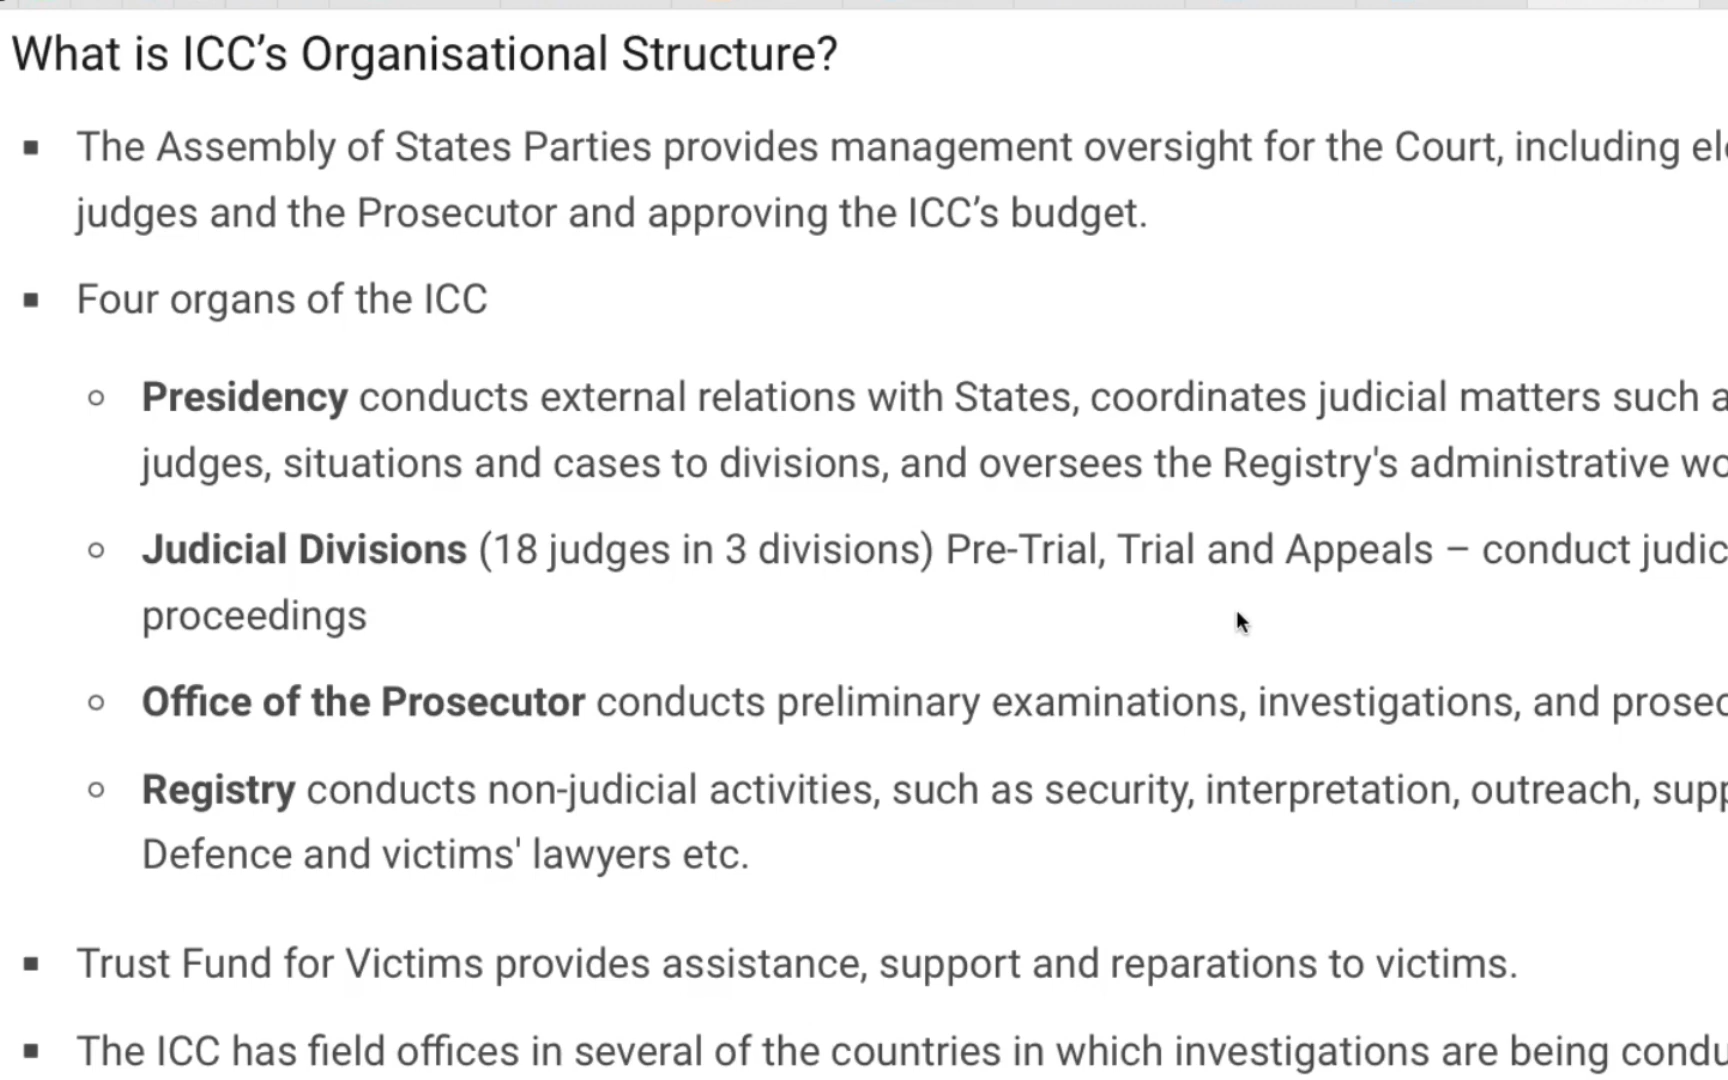 What is ICC’s Organisational Structure?
▪ The Assembly of States Parties provides management oversight for the Court, including
judges and the Prosecutor and approving the ICC’s budget.
▪ Four organs of the ICC
○ Presidency conducts external relations with States, coordinates judicial matters such
judges, situations and cases to divisions, and oversees the Registry's administrative
○ Judicial Divisions (18 judges in 3 divisions) Pre-Trial, Trial and Appeals – conduct
proceedings
○ Office of the Prosecutor conducts preliminary examinations, investigations, and
○ Registry conducts non-judicial activities, such as security, interpretation, outreach,
Defence and victims' lawyers etc.
▪ Trust Fund for Victims provides assistance, support and reparations to victims.
▪ The ICC has field offices in several of the countries in which investigations are being